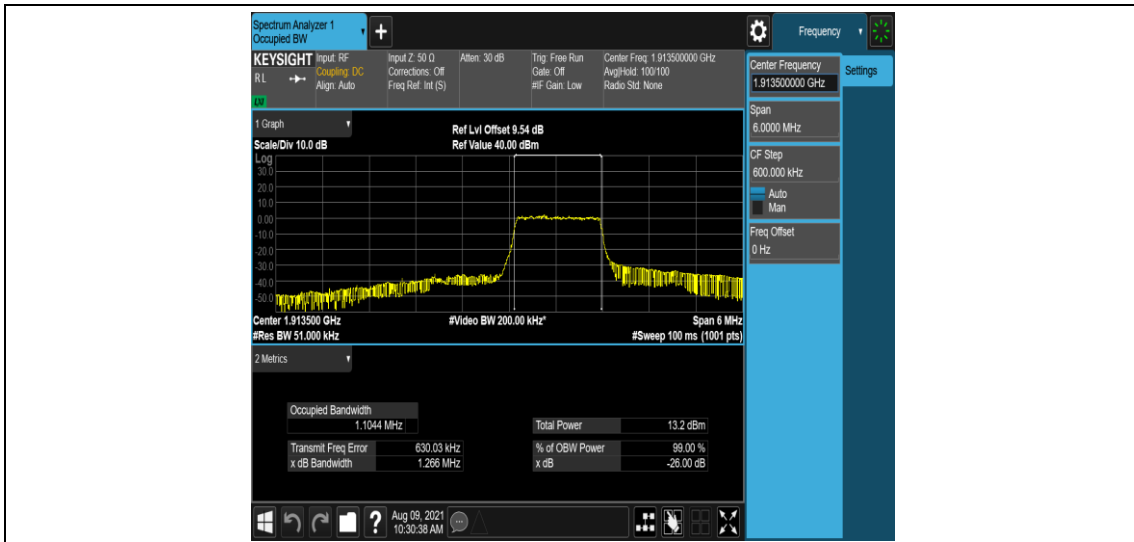 Spectrum Analyzer 1
Occupied BW
Frequency
KEYSIGHT
RL
LM
Input: RF
Coupling: DC
Align: Auto
Input Z: 50 Ω
Corrections: Off
Freq Ref: Int (S)
Atten: 30 dB
Trig: Free Run
Gate: Off
#IF Gain: Low
Center Freq: 1.913500000 GHz
Avg|Hold: 100/100
Radio Std: None
Center Frequency
1.913500000 GHz
Settings
Span
6.0000 MHz
CF Step
600.000 kHz
Auto
Man
Freq Offset
0 Hz
1 Graph
Scale/Div 10.0 dB
Ref Lvl Offset 9.54 dB
Ref Value 40.00 dBm
Log
30.0
20.0
10.0
0.00
-10.0
-20.0
-30.0
-40.0
-50.0
Center 1.913500 GHz
#Video BW 200.00 kHz*
Span 6 MHz
#Res BW 51.000 kHz
#Sweep 100 ms (1001 pts)
2 Metrics
Occupied Bandwidth
1.1044 MHz
Total Power 13.2 dBm
Transmit Freq Error 630.03 kHz
% of OBW Power 99.00 %
x dB Bandwidth 1.266 MHz
x dB -26.00 dB
?
Aug 09, 2021
10:30:38 AM